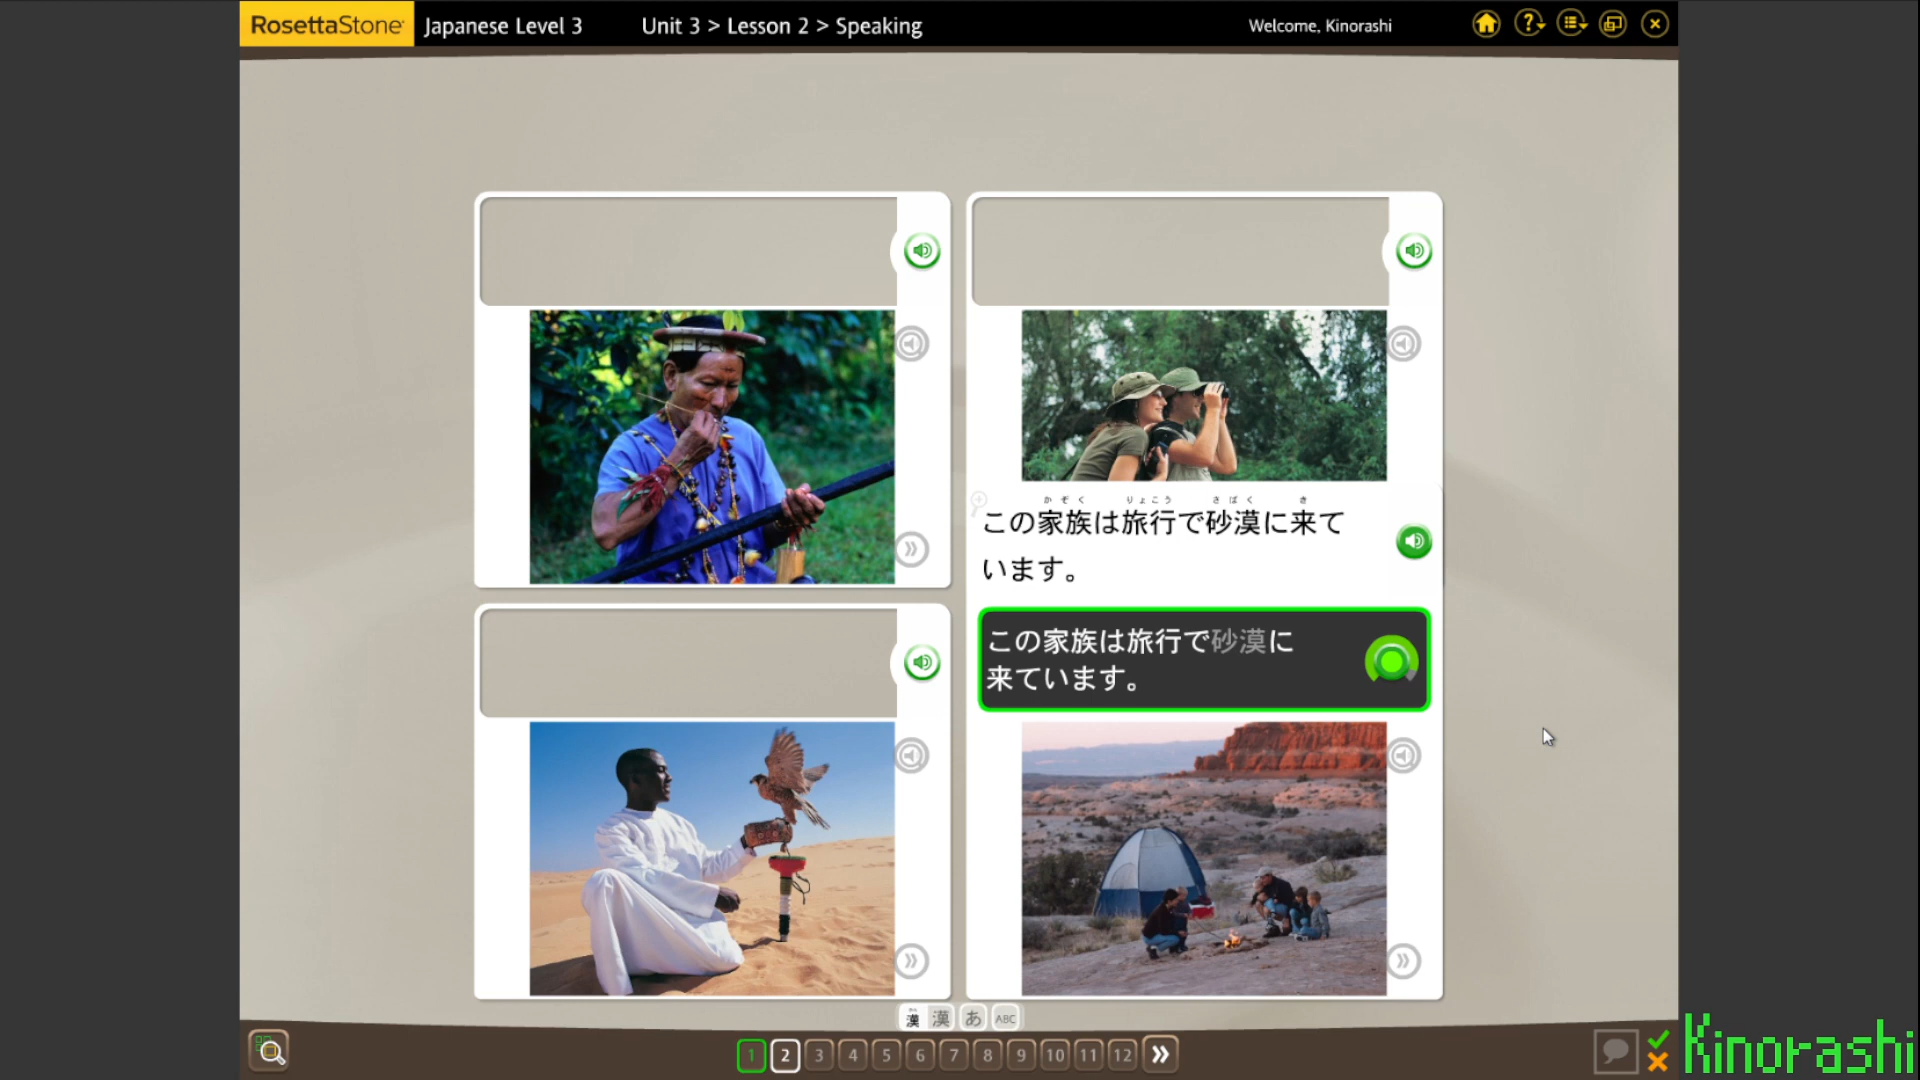 RosettaStone
Japanese Level 3
Unit 3 > Lesson 2 > Speaking
Welcome, Kinorashi
かぞく りょこう さばく き
この家族は旅行で砂漠に来て
います。
この家族は旅行で砂漠に
来ています。
漢 漢 あ ABC
1 2 3 4 5 6 7 8 9 10 11 12
Kinorashi